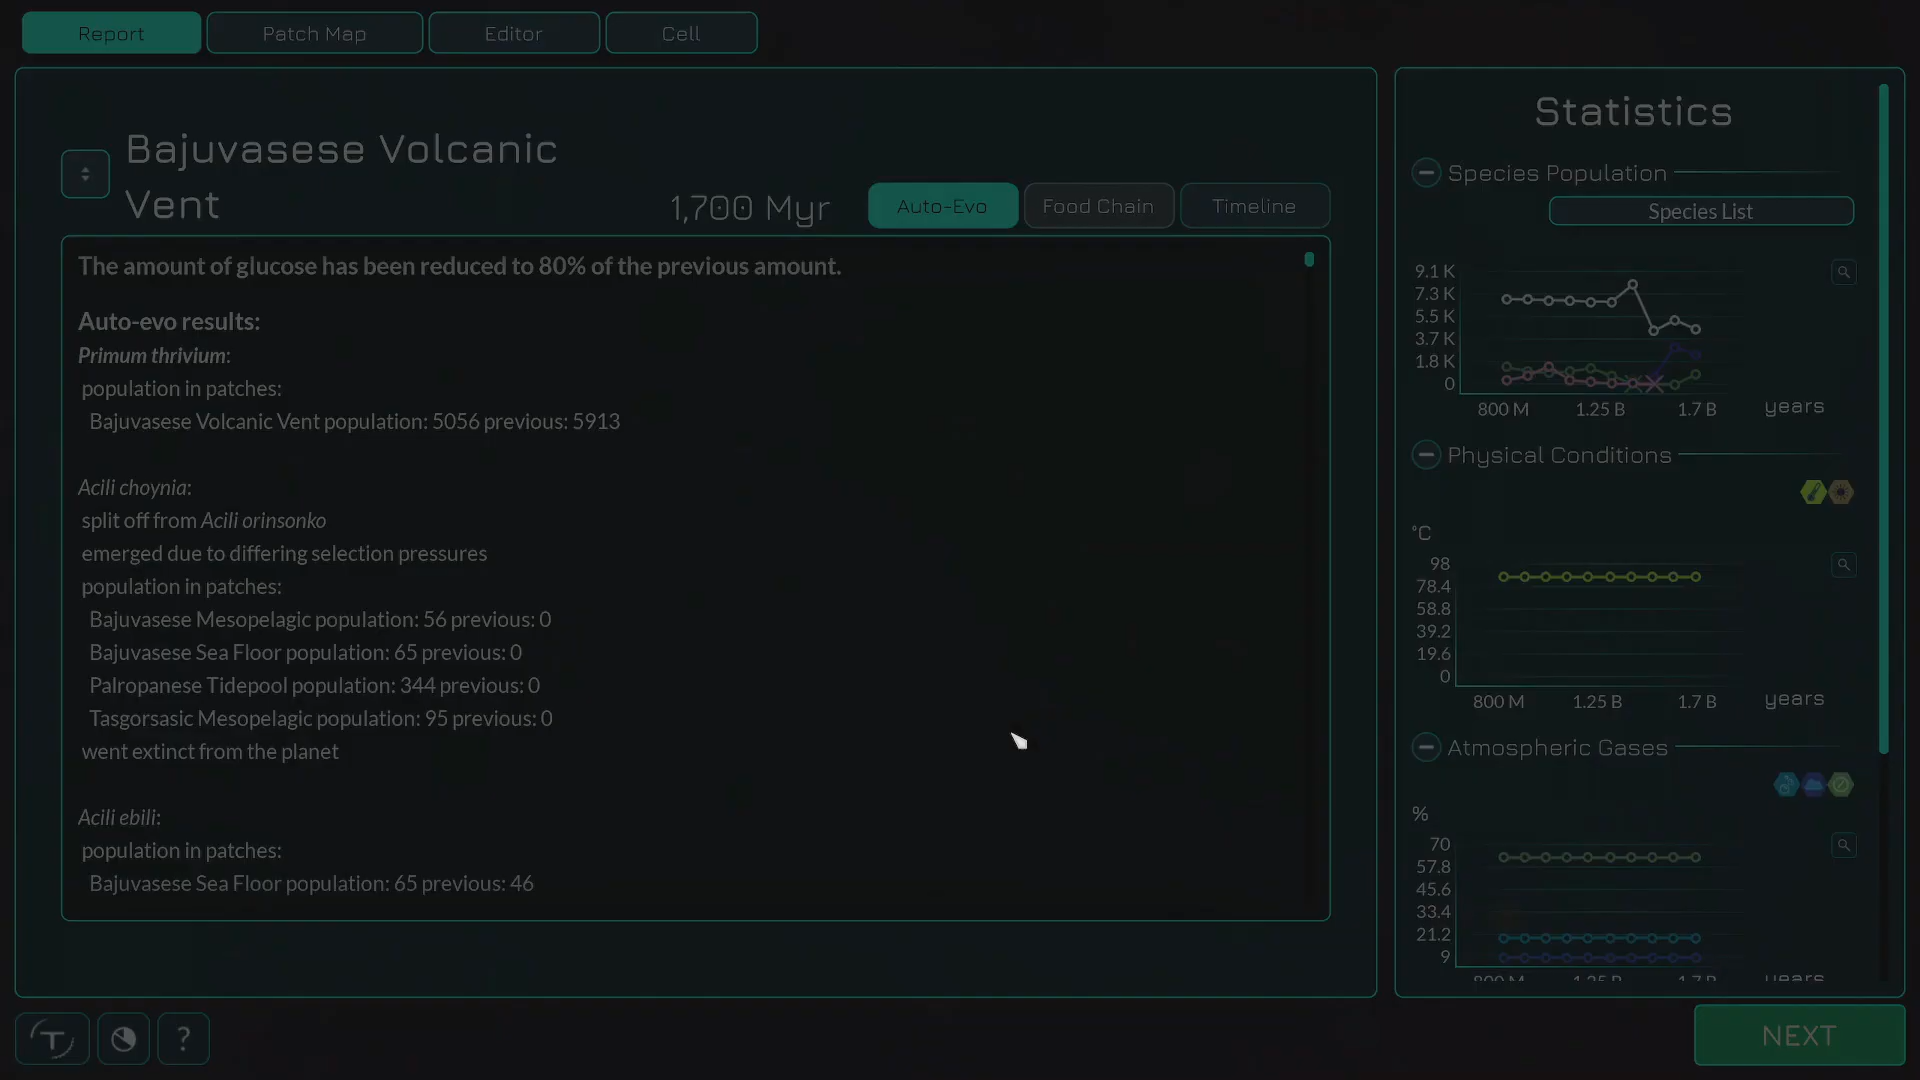 Report
Patch Map
Editor
Cell
Bajuvasese Volcanic
Vent
1,700 Myr
Auto-Evo
Food Chain
Timeline
The amount of glucose has been reduced to 80% of the previous amount.
Auto-evo results:
Primum thrivium:
population in patches:
Bajuvasese Volcanic Vent population: 5056 previous: 5913
Acili choynia:
split off from Acili orinsonko
emerged due to differing selection pressures
population in patches:
Bajuvasese Mesopelagic population: 56 previous: 0
Bajuvasese Sea Floor population: 65 previous: 0
Palropanese Tidepool population: 344 previous: 0
Tasgorsasic Mesopelagic population: 95 previous: 0
went extinct from the planet
Acili ebili:
population in patches:
Bajuvasese Sea Floor population: 65 previous: 46
Statistics
Species Population
Species List
9.1 K
7.3 K
5.5 K
3.7 K
1.8 K
0
800 M 1.25 B 1.7 B years
Physical Conditions
°C
98
78.4
58.8
39.2
19.6
0
800 M 1.25 B 1.7 B years
Atmospheric Gases
%
70
57.8
45.6
33.4
21.2
9
800 M 1.25 B 1.7 B years
T
?
NEXT